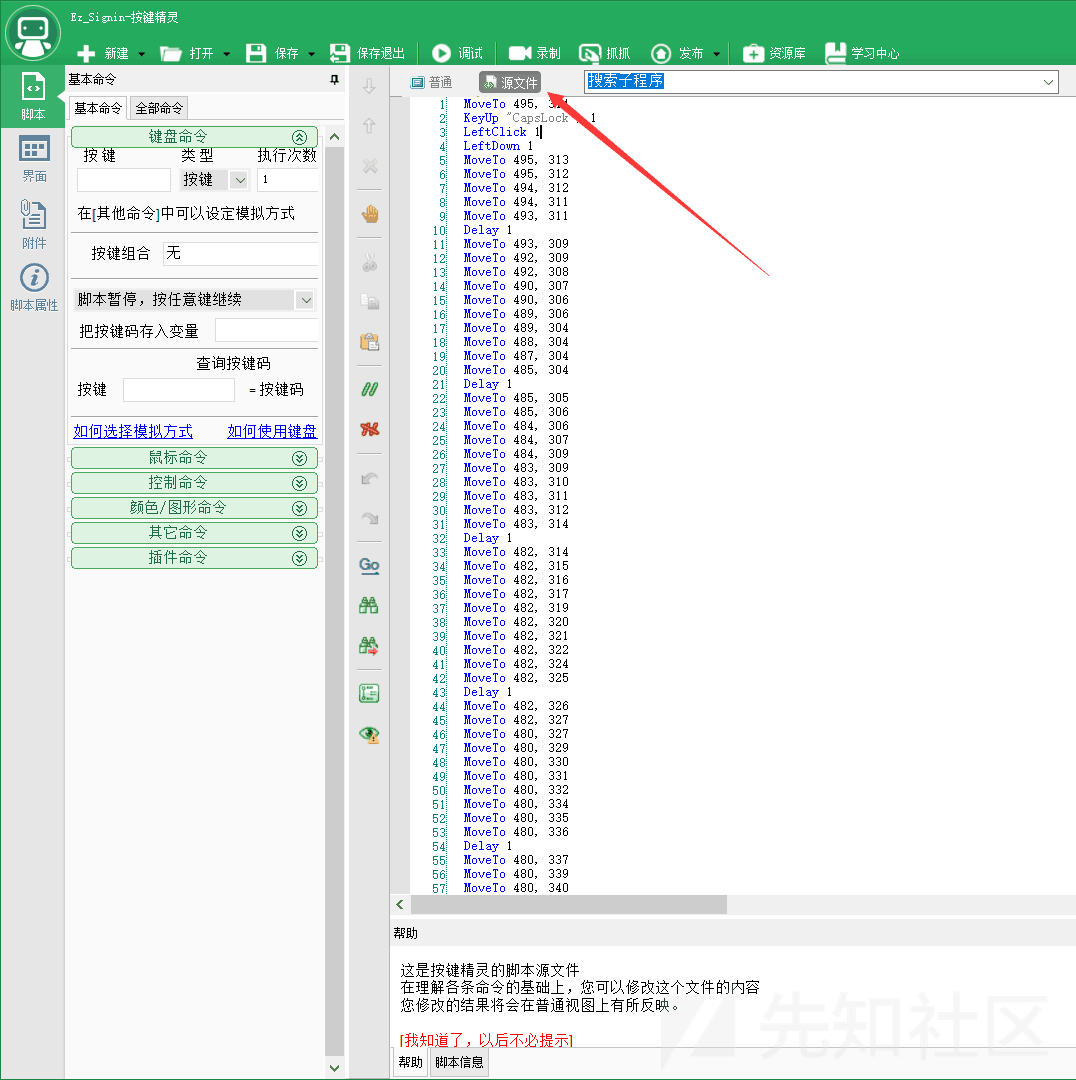 Ez_Signin-按键精灵
新建 打开 保存 保存退出 调试 录制 抓抓 发布 资源库 学习中心
脚本
界面
附件
脚本属性
基本命令
基本命令 全部命令
键盘命令
按 键 类 型 执行次数
按键 1
在[其他命令]中可以设定模拟方式
按键组合 无
脚本暂停，按任意键继续
把按键码存入变量
查询按键码
按键 = 按键码
如何选择模拟方式 如何使用键盘
鼠标命令
控制命令
颜色/图形命令
其它命令
插件命令
Go
普通 源文件 搜索子程序
1 MoveTo 495,
2 KeyUp "CapsLock 1
3 LeftClick 1
4 LeftDown 1
5 MoveTo 495, 313
6 MoveTo 495, 312
7 MoveTo 494, 312
8 MoveTo 494, 311
9 MoveTo 493, 311
10 Delay 1
11 MoveTo 493, 309
12 MoveTo 492, 309
13 MoveTo 492, 308
14 MoveTo 490, 307
15 MoveTo 490, 306
16 MoveTo 489, 306
17 MoveTo 489, 304
18 MoveTo 488, 304
19 MoveTo 487, 304
20 MoveTo 485, 304
21 Delay 1
22 MoveTo 485, 305
23 MoveTo 485, 306
24 MoveTo 484, 306
25 MoveTo 484, 307
26 MoveTo 484, 309
27 MoveTo 483, 309
28 MoveTo 483, 310
29 MoveTo 483, 311
30 MoveTo 483, 312
31 MoveTo 483, 314
32 Delay 1
33 MoveTo 482, 314
34 MoveTo 482, 315
35 MoveTo 482, 316
36 MoveTo 482, 317
37 MoveTo 482, 319
38 MoveTo 482, 320
39 MoveTo 482, 321
40 MoveTo 482, 322
41 MoveTo 482, 324
42 MoveTo 482, 325
43 Delay 1
44 MoveTo 482, 326
45 MoveTo 482, 327
46 MoveTo 480, 327
47 MoveTo 480, 329
48 MoveTo 480, 330
49 MoveTo 480, 331
50 MoveTo 480, 332
51 MoveTo 480, 334
52 MoveTo 480, 335
53 MoveTo 480, 336
54 Delay 1
55 MoveTo 480, 337
56 MoveTo 480, 339
57 MoveTo 480, 340
帮助
这是按键精灵的脚本源文件
在理解各条命令的基础上，您可以修改这个文件的内容
您修改的结果将会在普通视图上有所反映。
[我知道了，以后不必提示]
帮助 脚本信息
先知社区